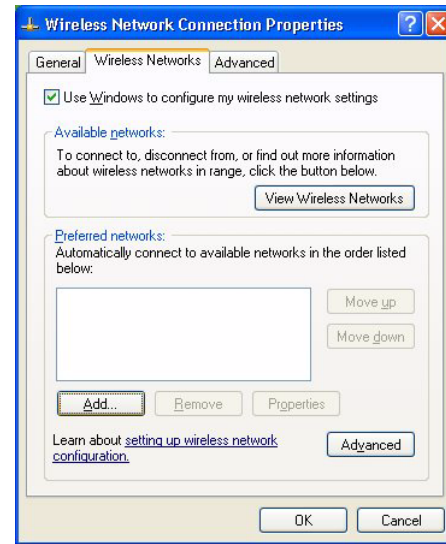 Wireless Network Connection Properties
General Wireless Networks Advanced
Use Windows to configure my wireless network settings
Available networks:
To connect to, disconnect from, or find out more information
about wireless networks in range, click the button below.
View Wireless Networks
Preferred networks:
Automatically connect to available networks in the order listed
below:
Move up
Move down
Add... Remove Properties
Learn about setting up wireless network
configuration.
Advanced
OK Cancel